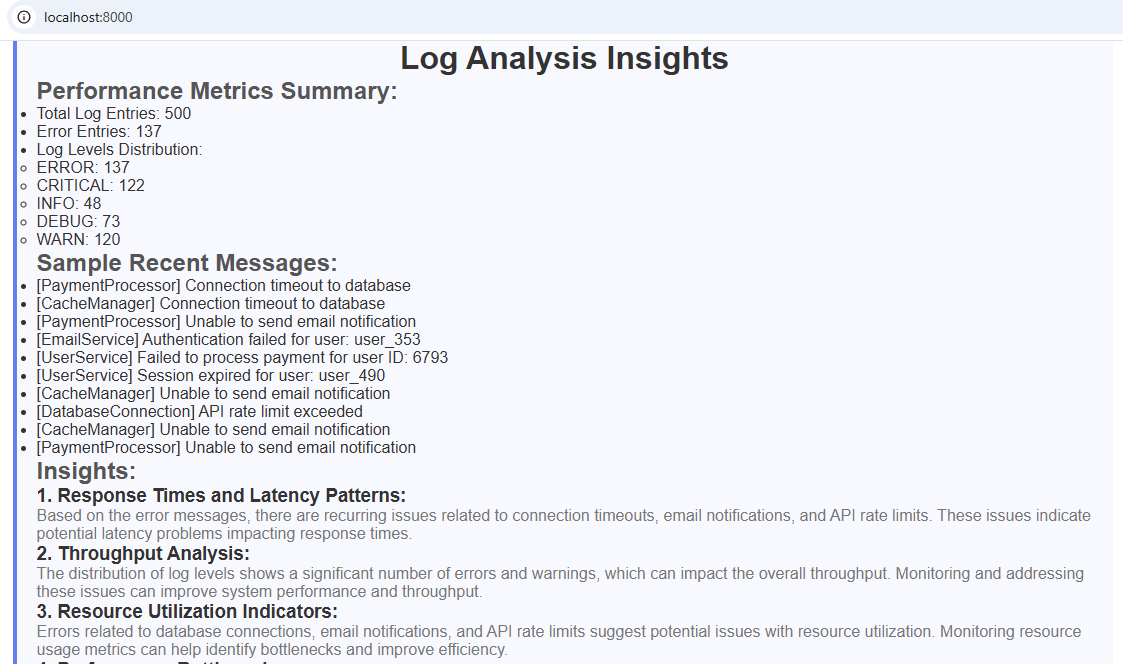 localhost:8000
Log Analysis Insights
Performance Metrics Summary:
Total Log Entries: 500
Error Entries: 137
Log Levels Distribution:
ERROR: 137
CRITICAL: 122
INFO: 48
DEBUG: 73
WARN: 120
Sample Recent Messages:
[PaymentProcessor] Connection timeout to database
[CacheManager] Connection timeout to database
[PaymentProcessor] Unable to send email notification
[EmailService] Authentication failed for user: user_353
[UserService] Failed to process payment for user ID: 6793
[UserService] Session expired for user: user_490
[CacheManager] Unable to send email notification
[DatabaseConnection] API rate limit exceeded
[CacheManager] Unable to send email notification
[PaymentProcessor] Unable to send email notification
Insights:
1. Response Times and Latency Patterns:
Based on the error messages, there are recurring issues related to connection timeouts, email notifications, and API rate limits. These issues indicate
potential latency problems impacting response times.
2. Throughput Analysis:
The distribution of log levels shows a significant number of errors and warnings, which can impact the overall throughput. Monitoring and addressing
these issues can improve system performance and throughput.
3. Resource Utilization Indicators:
Errors related to database connections, email notifications, and API rate limits suggest potential issues with resource utilization. Monitoring resource
usage metrics can help identify bottlenecks and improve efficiency.